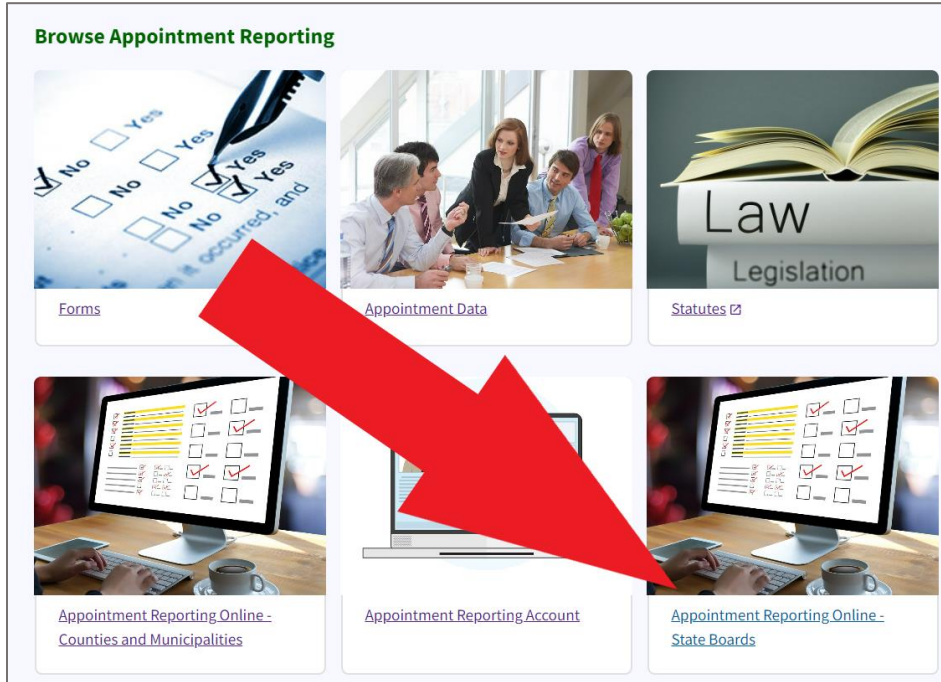 Browse Appointment Reporting
Yes
No
Yes
No
Yes
No
Yes
No
n it occurred, and
Law
Legislation
Forms
Appointment Data
Statutes
Appointment Reporting Online -
Counties and Municipalities
Appointment Reporting Account
Appointment Reporting Online -
State Boards